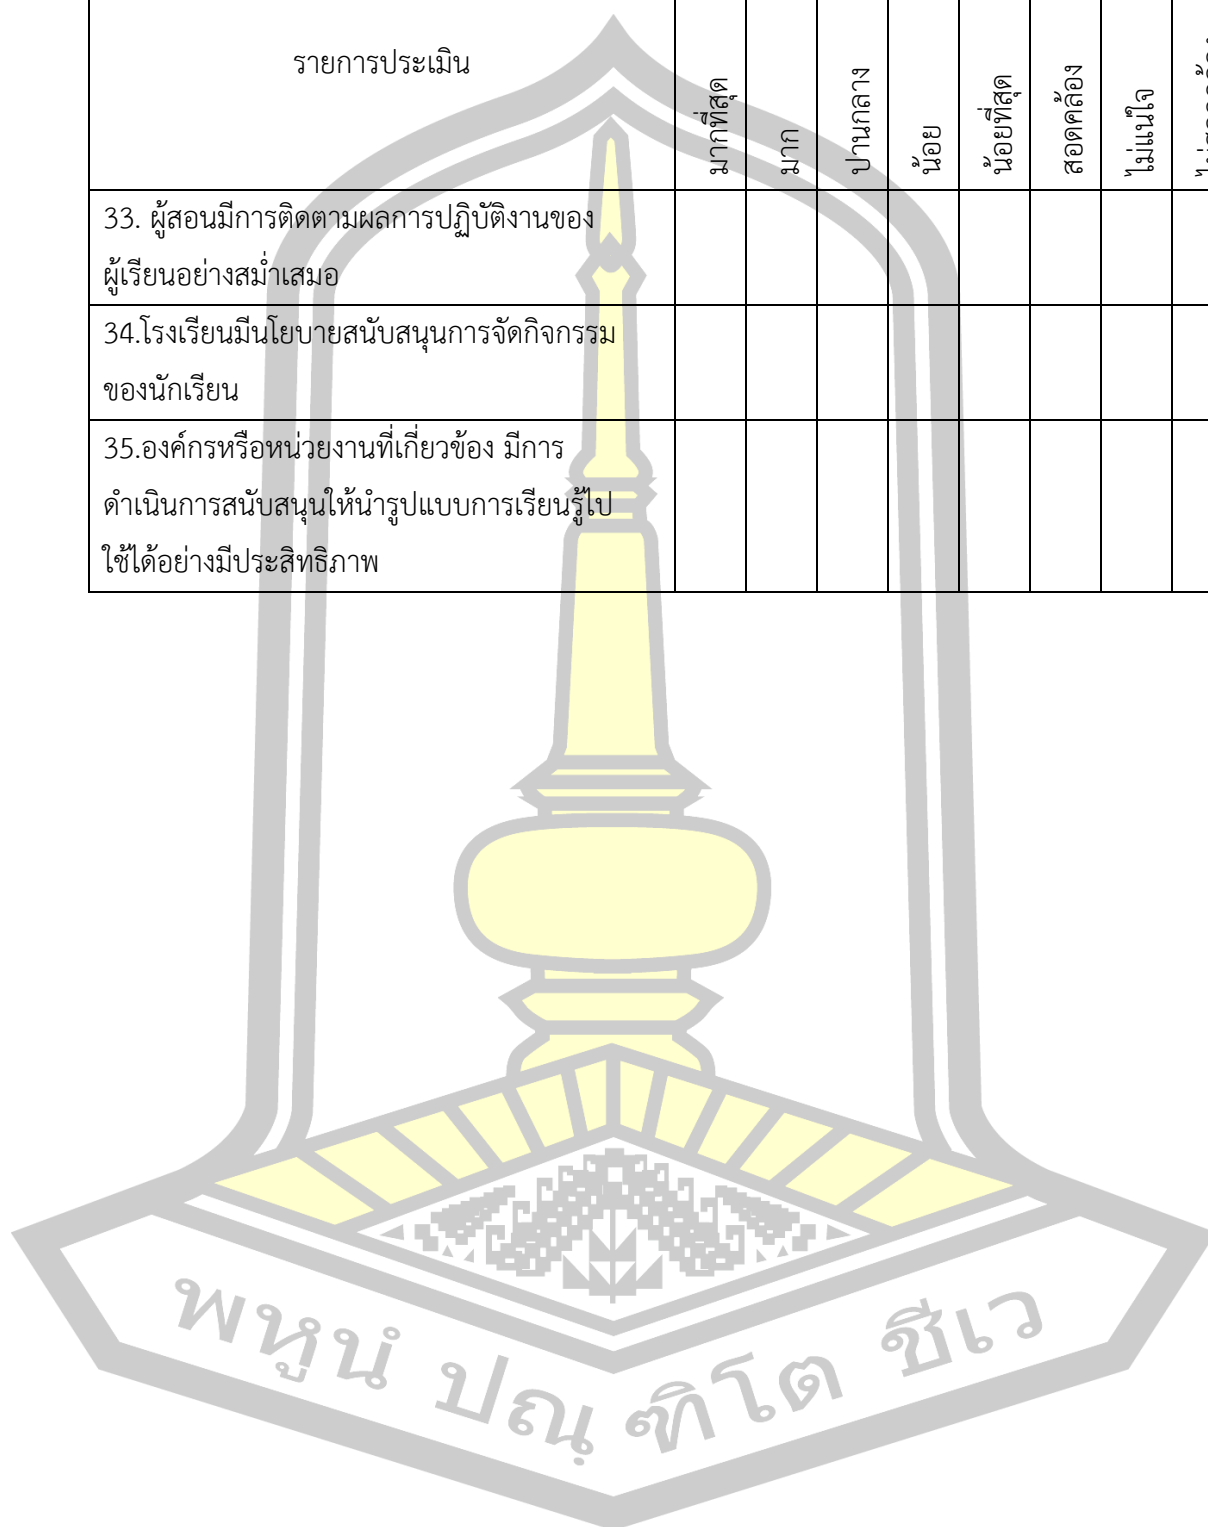 รายการประเมิน
มากที่สุด
มาก
ปานกลาง
น้อย
น้อยที่สุด
สอดคล้อง
ไม่แน่ใจ
33. ผู้สอนมีการติดตามผลการปฏิบัติงานของ
ผู้เรียนอย่างสม่ำเสมอ
34.โรงเรียนมีนโยบายสนับสนุนการจัดกิจกรรม
ของนักเรียน
35.องค์กรหรือหน่วยงานที่เกี่ยวข้อง มีการ
ดำเนินการสนับสนุนให้นำรูปแบบการเรียนรู้ไป
ใช้ได้อย่างมีประสิทธิภาพ
พหูนํ ปณฺฑิโต ชีเว